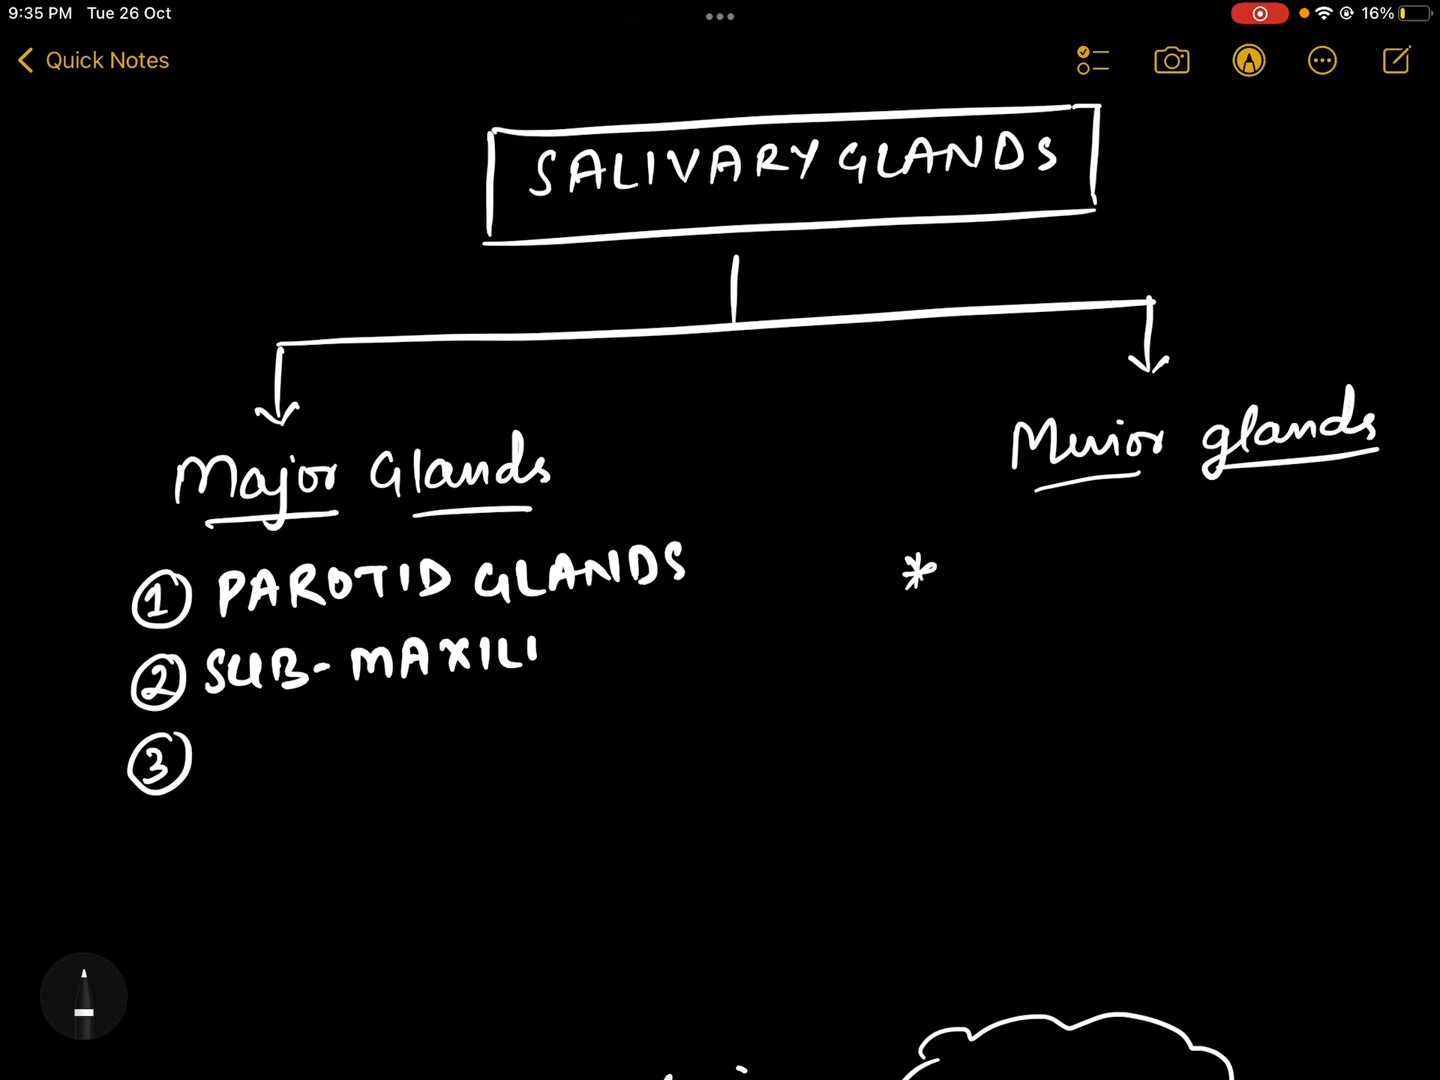 9:35 PM Tue 26 Oct
16%
Quick Notes
SALIVARY GLANDS
Major Glands
Minor glands
① PAROTID GLANDS
*
② SUB-MAXILI
③